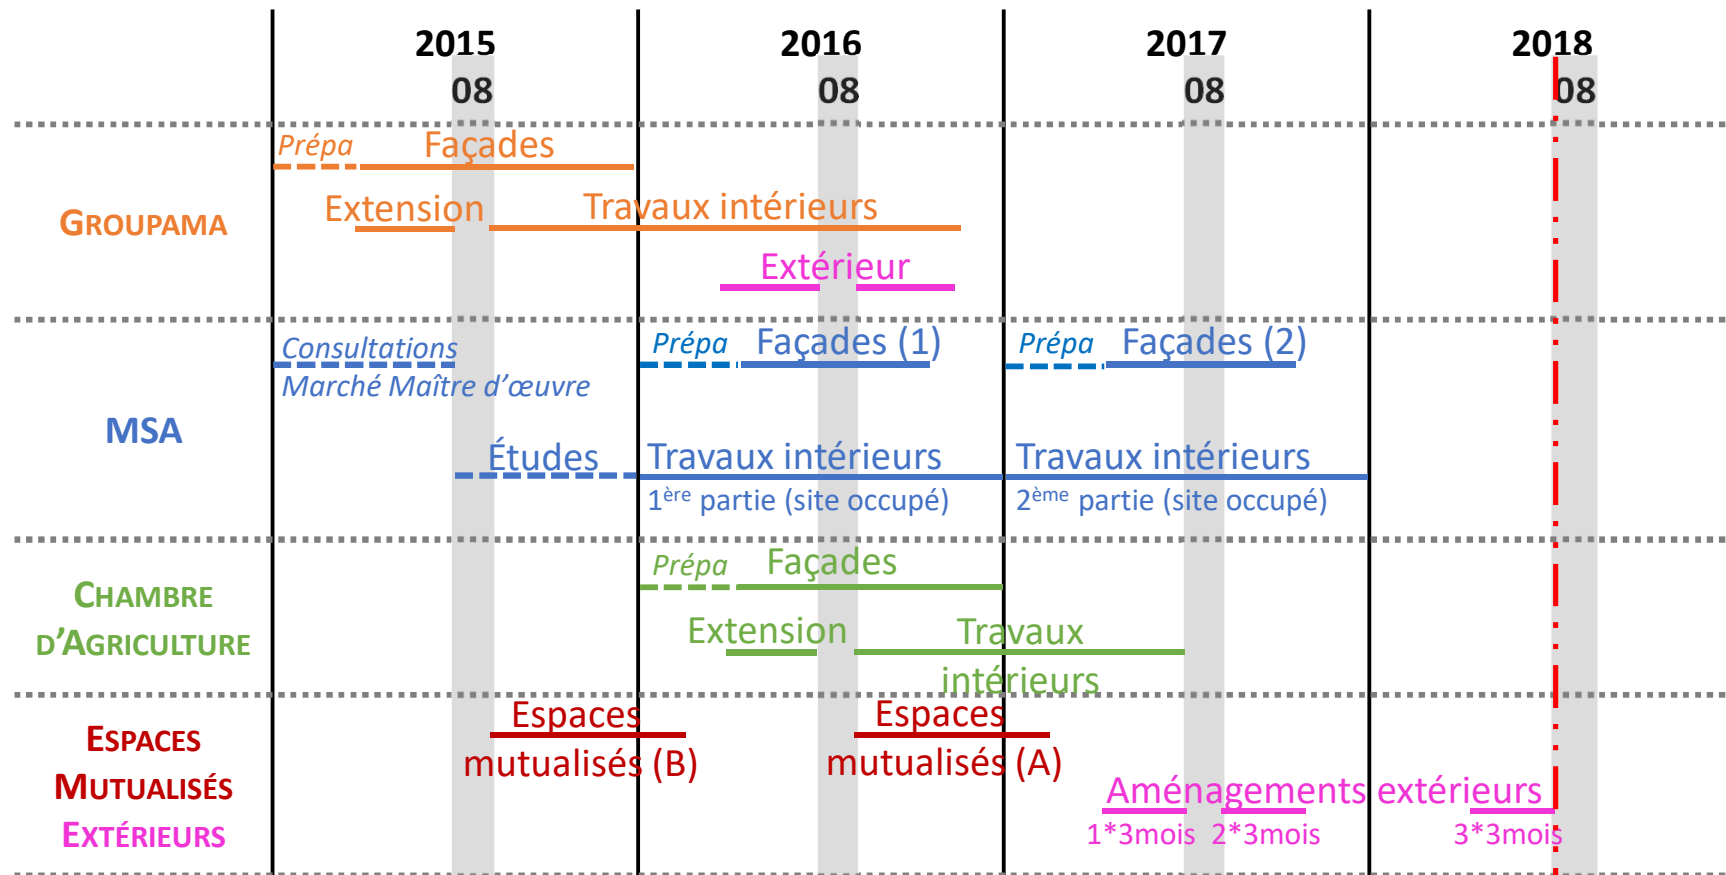 2015 2016 2017 2018
08 08 08 08
GROUPAMA
Prépa Façades
Extension Travaux intérieurs
Extérieur
MSA
Consultations
Marché Maître d'œuvre
Prépa Façades (1) Prépa Façades (2)
Études Travaux intérieurs Travaux intérieurs
1ère partie (site occupé) 2ème partie (site occupé)
CHAMBRE
D'AGRICULTURE
Prépa Façades
Extension Travaux
intérieurs
ESPACES
MUTUALISÉS
EXTÉRIEURS
Espaces
mutualisés (B)
Espaces
mutualisés (A)
Aménagements extérieurs
1*3mois 2*3mois 3*3mois